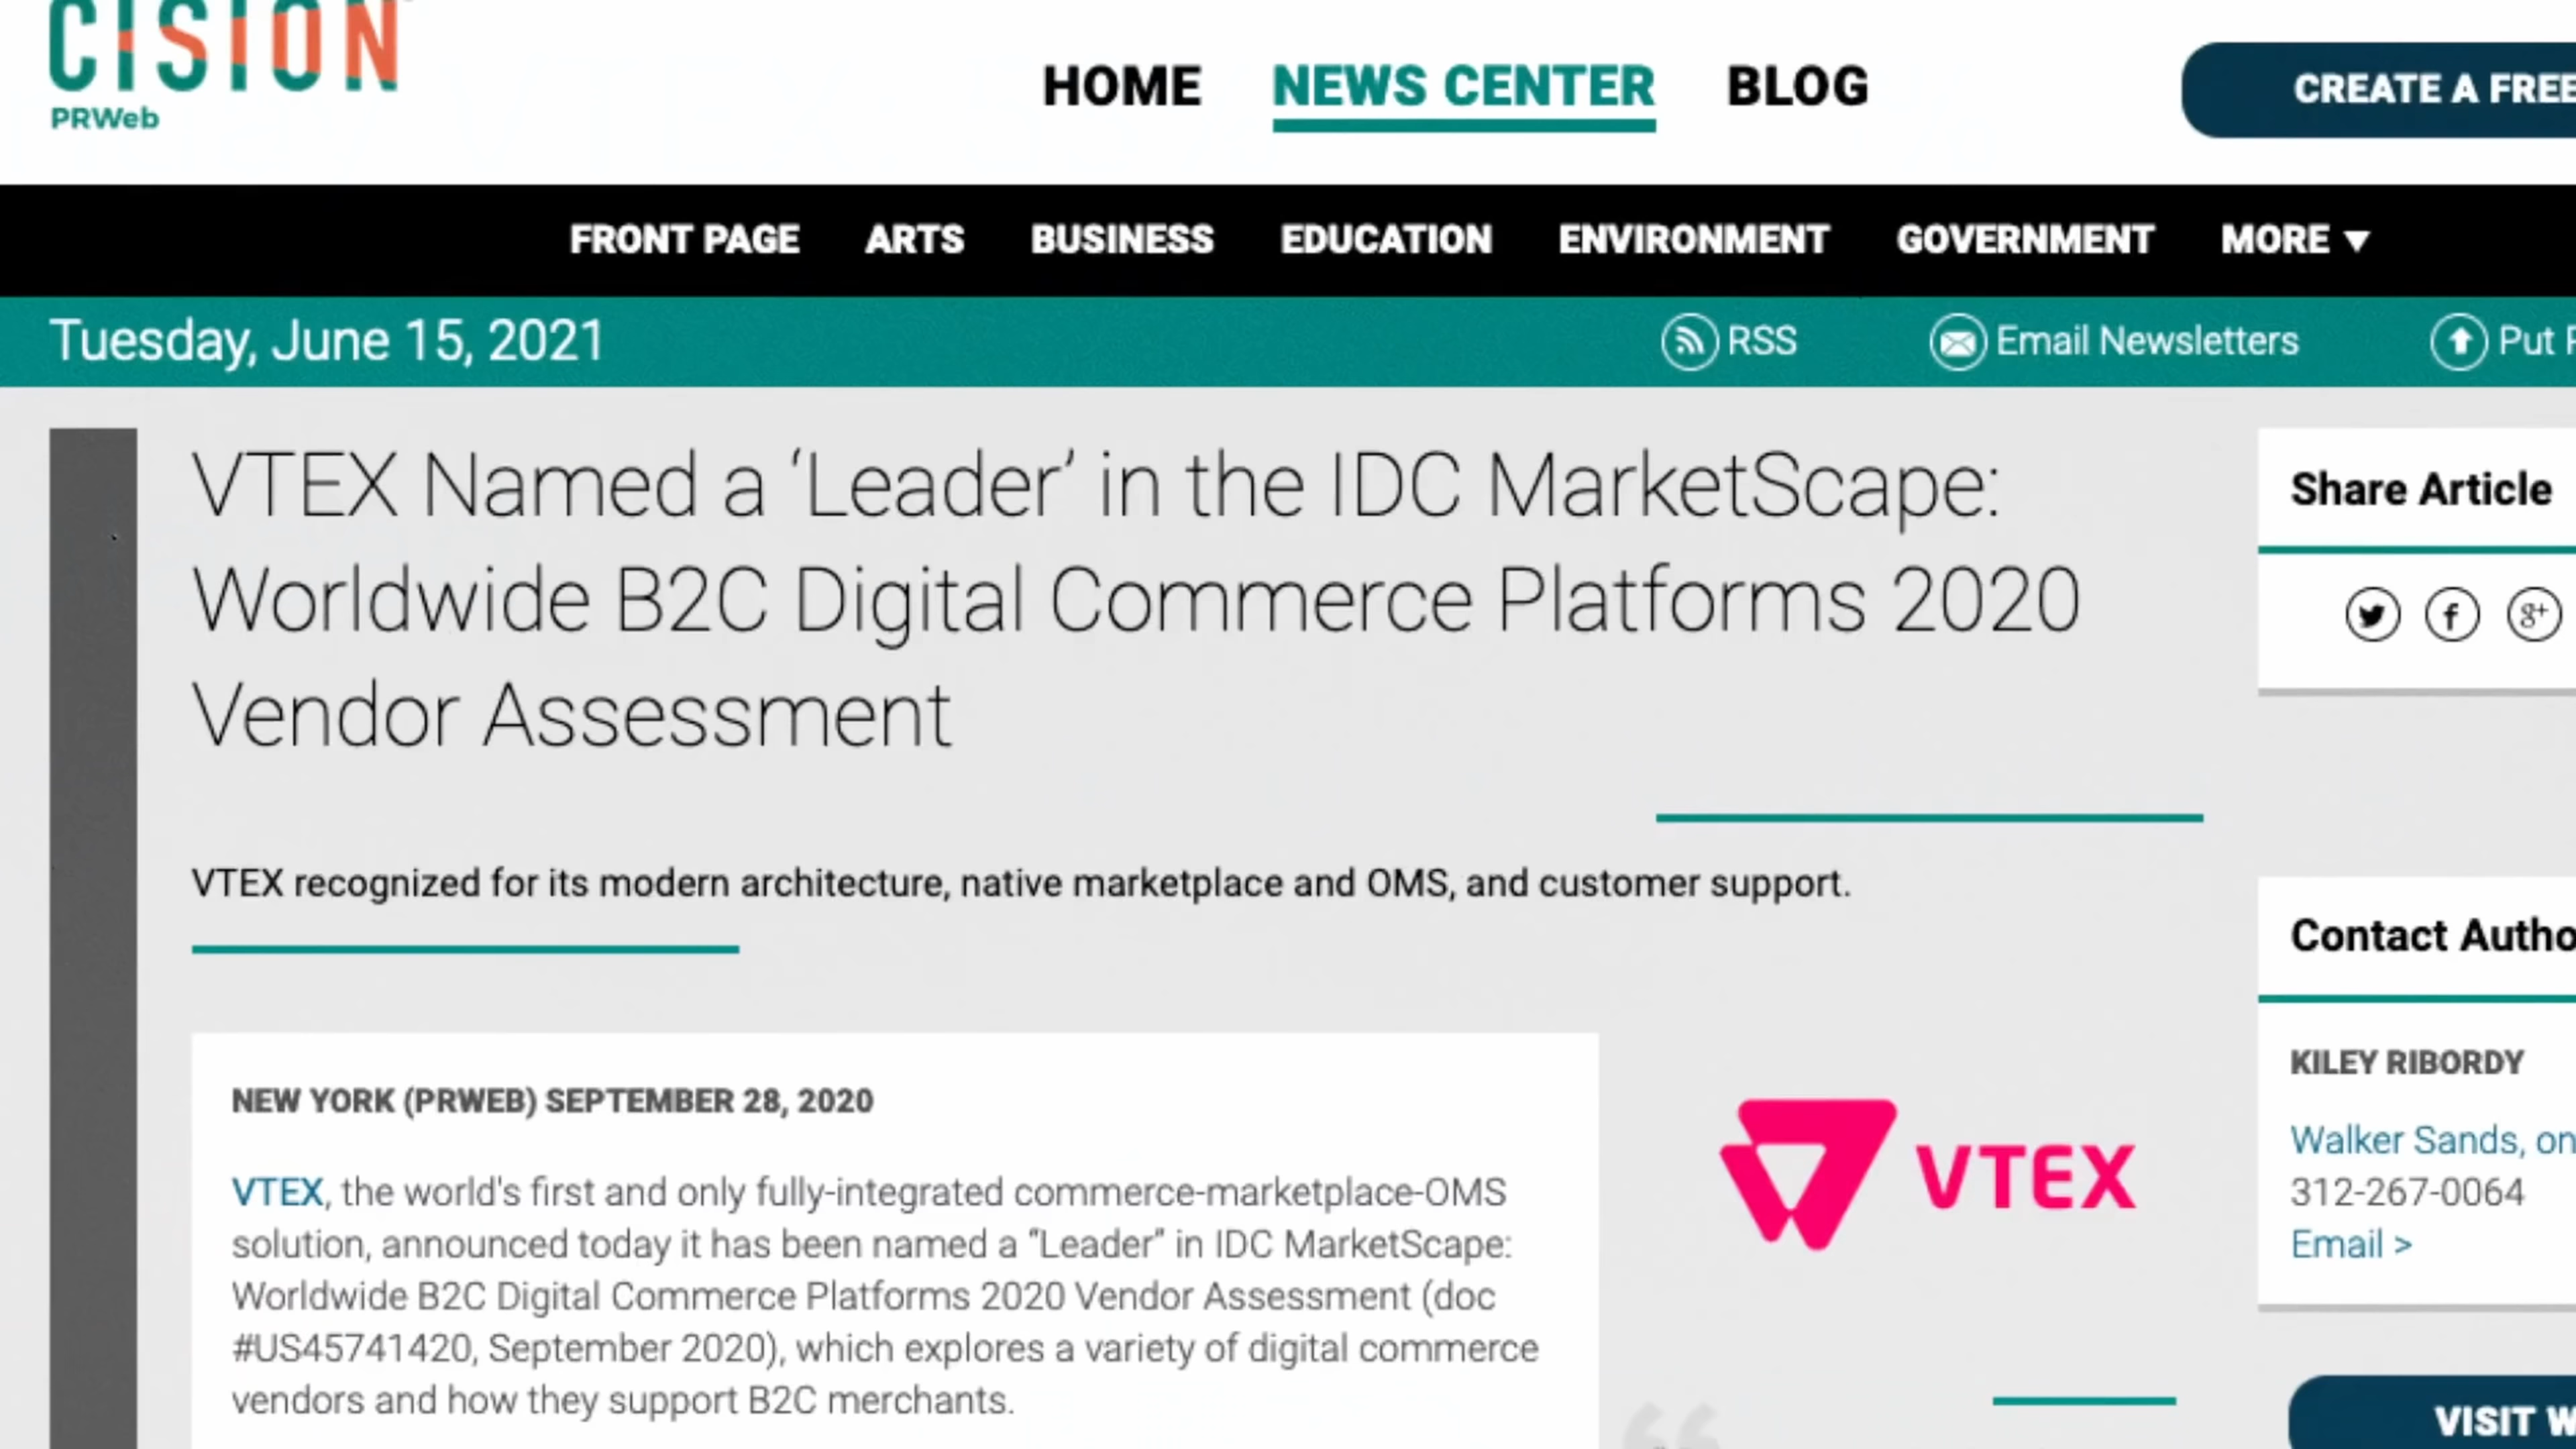 CISION
PRWeb
HOME NEWS CENTER BLOG
CREATE A FREE
FRONT PAGE ARTS BUSINESS EDUCATION ENVIRONMENT GOVERNMENT MORE ▼
Tuesday, June 15, 2021
RSS Email Newsletters Put
VTEX Named a ‘Leader’ in the IDC MarketScape:
Worldwide B2C Digital Commerce Platforms 2020
Vendor Assessment
VTEX recognized for its modern architecture, native marketplace and OMS, and customer support.
NEW YORK (PRWEB) SEPTEMBER 28, 2020
VTEX, the world's first and only fully-integrated commerce-marketplace-OMS
solution, announced today it has been named a “Leader” in IDC MarketScape:
Worldwide B2C Digital Commerce Platforms 2020 Vendor Assessment (doc
#US45741420, September 2020), which explores a variety of digital commerce
vendors and how they support B2C merchants.
VTEX
“
Share Article
f g+
Contact Autho
KILEY RIBORDY
Walker Sands, on
312-267-0064
Email >
VISIT W